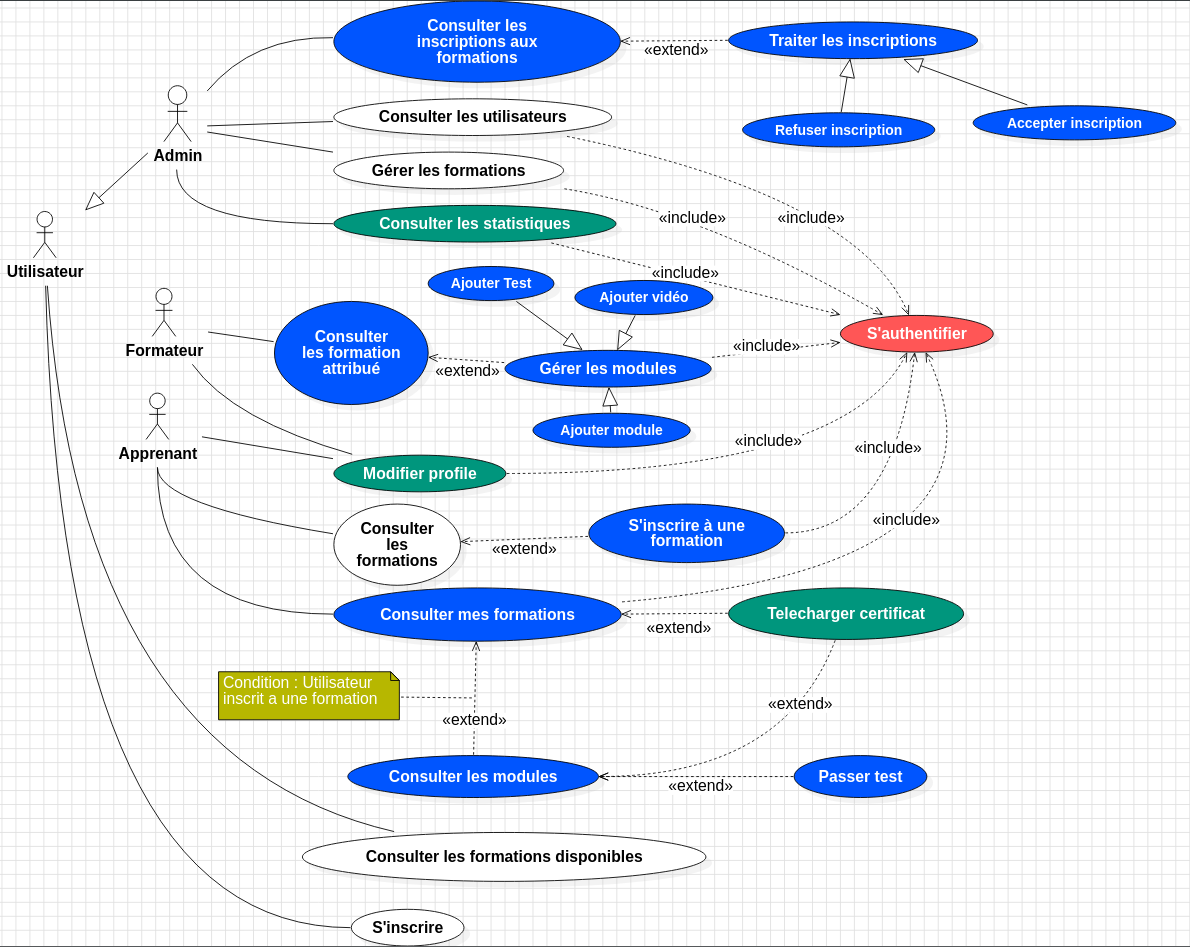 Consulter les
inscriptions aux
formations
«extend»
Traiter les inscriptions
Consulter les utilisateurs
Refuser inscription
Accepter inscription
Admin
Gérer les formations
Consulter les statistiques
«include»
«include»
Utilisateur
«include»
Ajouter Test
Ajouter vidéo
Formateur
Consulter
les formation
attribué
«extend»
Gérer les modules
«include»
S'authentifier
Ajouter module
Apprenant
«include»
«include»
Modifier profile
Consulter
les
formations
«extend»
S'inscrire à une
formation
«include»
Consulter mes formations
«extend»
Telecharger certificat
Condition : Utilisateur
inscrit a une formation
«extend»
«extend»
Consulter les modules
«extend»
Passer test
Consulter les formations disponibles
S'inscrire